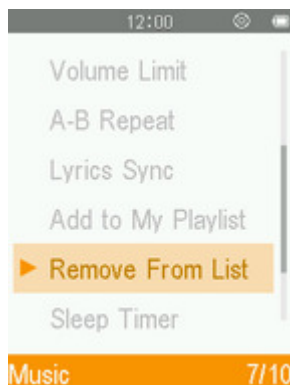 12:00
Volume Limit
A-B Repeat
Lyrics Sync
Add to My Playlist
Remove From List
Sleep Timer
Music 7/10